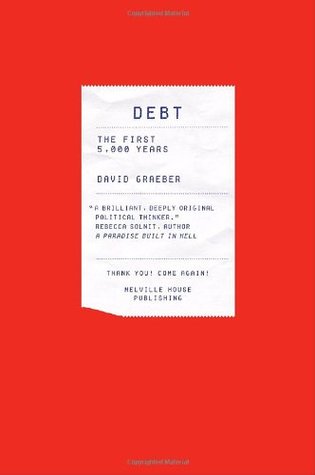 DEBT
THE FIRST
5,000 YEARS
DAVID GRAEBER
"A BRILLIANT, DEEPLY ORIGINAL
POLITICAL THINKER."
REBECCA SOLNIT, AUTHOR
A PARADISE BUILT IN HELL
THANK YOU! COME AGAIN!
MELVILLE HOUSE
PUBLISHING